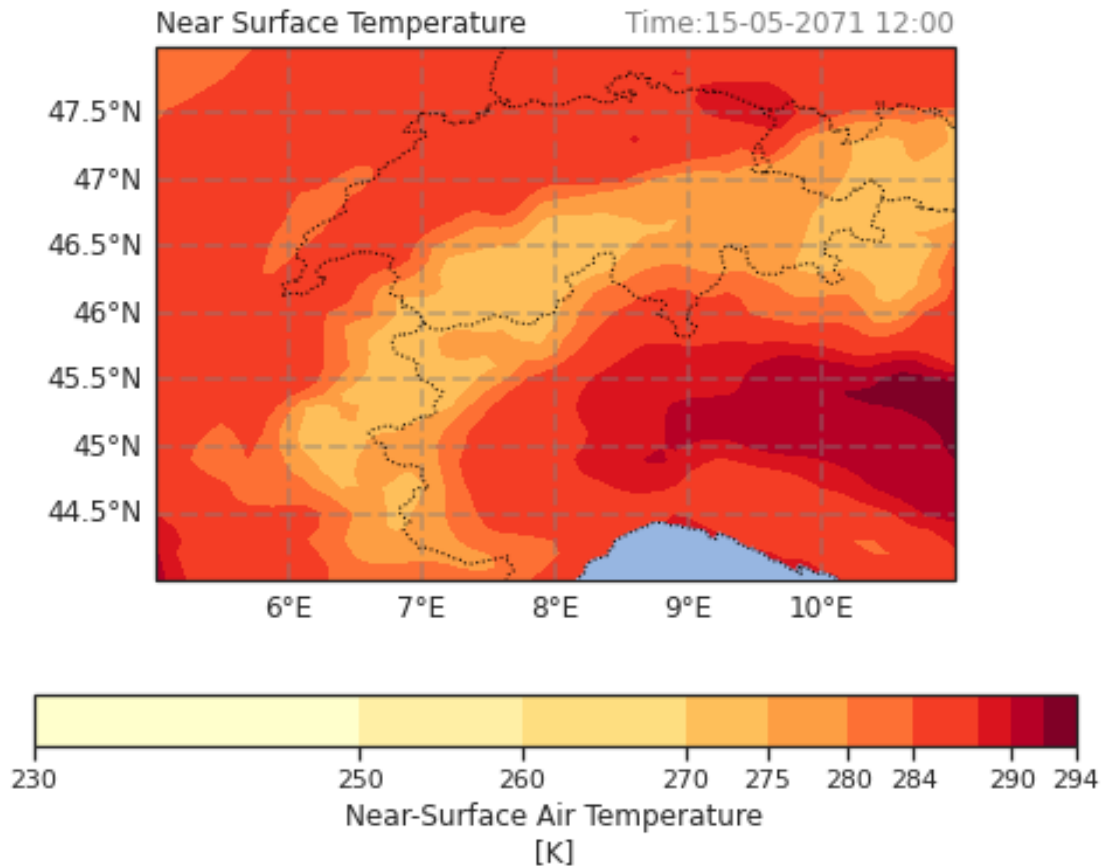 Near Surface Temperature Time:15-05-2071 12:00
47.5°N
47°N
46.5°N
46°N
45.5°N
45°N
44.5°N
6°E 7°E 8°E 9°E 10°E
230 250 260 270 275 280 284 290 294
Near-Surface Air Temperature
[K]